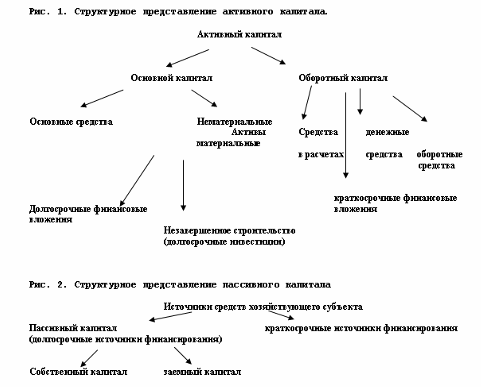 Рис. 1. Структурное представление активного капитала.
Активный капитал
Основной капитал Оборотный капитал
Основные средства Нематериальные Средства денежные
Активы
материальные в расчетах средства оборотные
средства
краткосрочные финансовые
вложения
Долгосрочные финансовые
вложения
Незавершенное строительство
(долгосрочные инвестиции)
Рис. 2. Структурное представление пассивного капитала
Источники средств хозяйствующего субъекта
Пассивный капитал краткосрочные источники финансирования
(долгосрочные источники финансирования)
Собственный капитал заемный капитал